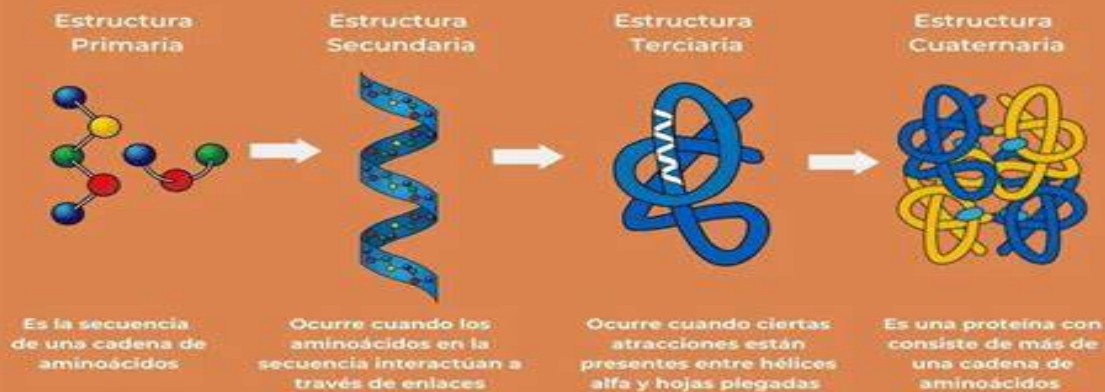 Estructura
Primaria
Estructura
Secundaria
Estructura
Terciaria
Estructura
Cuaternaria
Es la secuencia
de una cadena de
aminoácidos
Ocurre cuando los
aminoácidos en la
secuencia interactúan a
través de enlaces
Ocurre cuando ciertas
atracciones están
presentes entre hélices
alfa y hojas plegadas
Es una proteína con
consiste de más de
una cadena de
aminoácidos